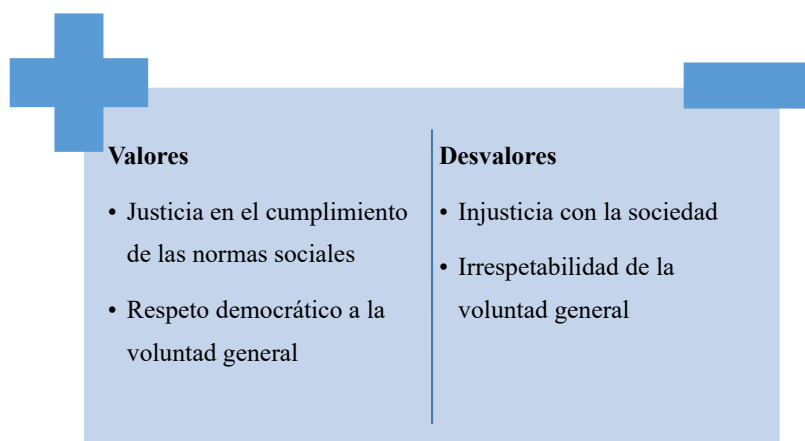 Valores
• Justicia en el cumplimiento
de las normas sociales
• Respeto democrático a la
voluntad general
Desvalores
• Injusticia con la sociedad
• Irrespetabilidad de la
voluntad general